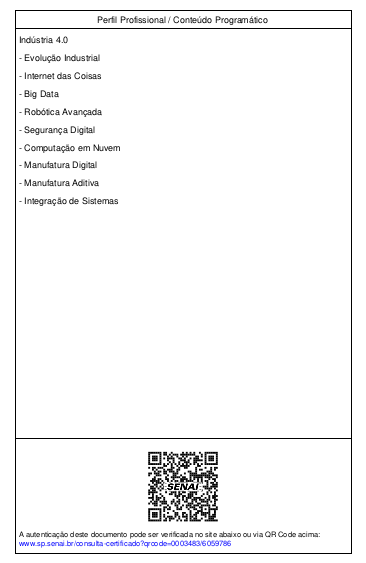 Perfil Profissional / Conteúdo Programático
Indústria 4.0
- Evolução Industrial
- Internet das Coisas
- Big Data
- Robótica Avançada
- Segurança Digital
- Computação em Nuvem
- Manufatura Digital
- Manufatura Aditiva
- Integração de Sistemas
SENAI
A autenticação deste documento pode ser verificada no site abaixo ou via QR Code acima:
www.sp.senai.br/consulta-certificado?qrcode=0003483/6059786